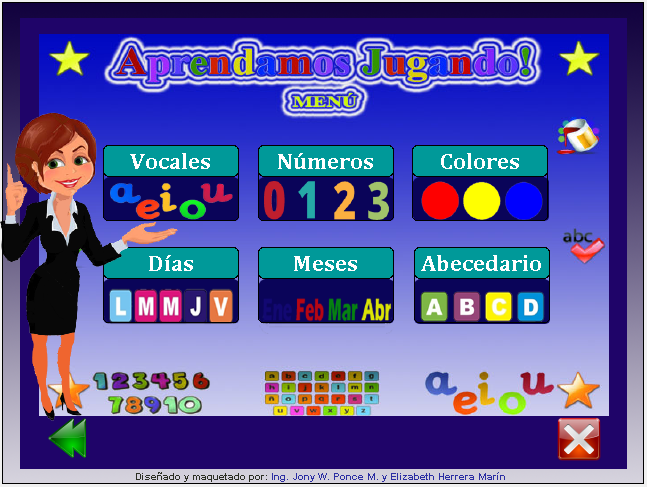 Aprendamos Jugando!
MENÚ
Vocales Números Colores
a e i o u 0 1 2 3
abc
Días Meses Abecedario
L M M J V Ene Feb Mar Abr A B C D
1 2 3 4 5 6 a b c d e f g
7 8 9 10 h i j k l m n
ñ o p q r s t
u v w x y z
a e i o u
Diseñado y maquetado por: Ing. Jony W. Ponce M. y Elizabeth Herrera Marín